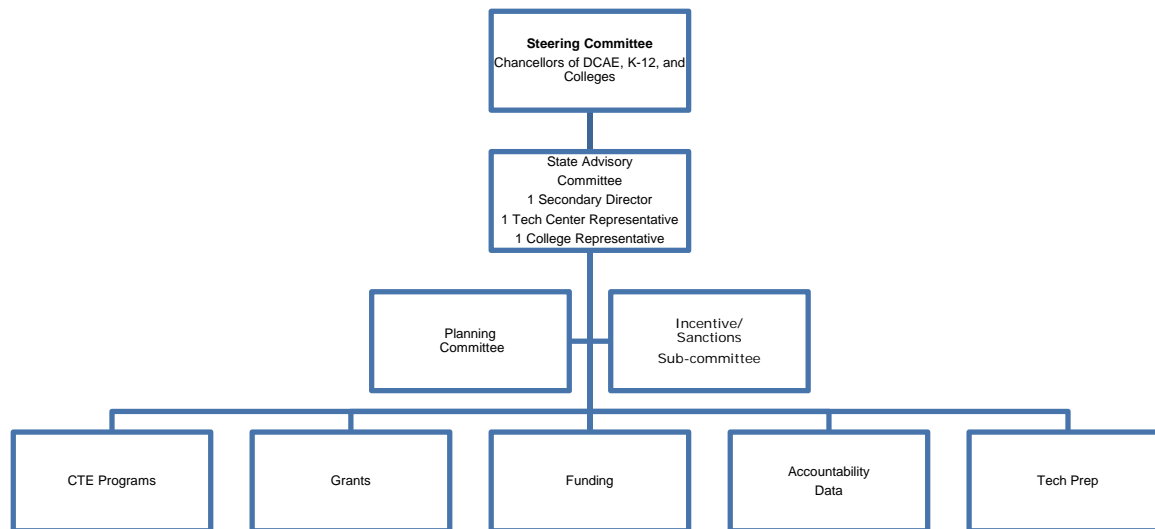 Steering Committee
Chancellors of DCAE, K-12, and
Colleges
State Advisory
Committee
1 Secondary Director
1 Tech Center Representative
1 College Representative
Planning
Committee
Incentive/
Sanctions
Sub-committee
CTE Programs
Grants
Funding
Accountability
Data
Tech Prep